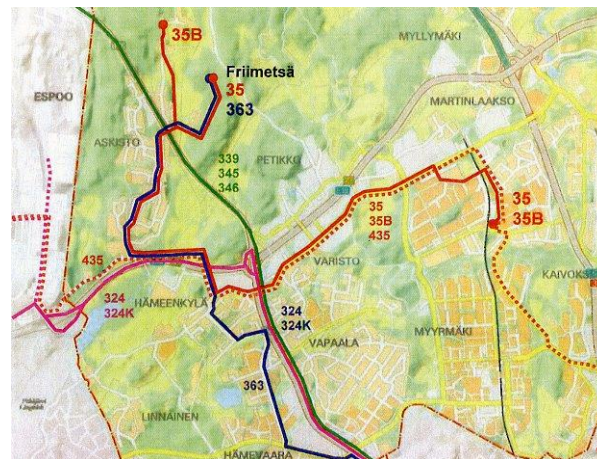 35B
MYLLYMÄKI
Friimetsä
35
363
ESPOO
MARTINLAAKSO
ASKISTO
339
345
346
PETIKKO
35
35B
435
35
35B
435
VARISTO
KAIVOKS
324
324K
HÄMEENKYLÄ
324
324K
VAPAALA
MYYRMÄKI
363
LINNAINEN
HÄMEVAARA